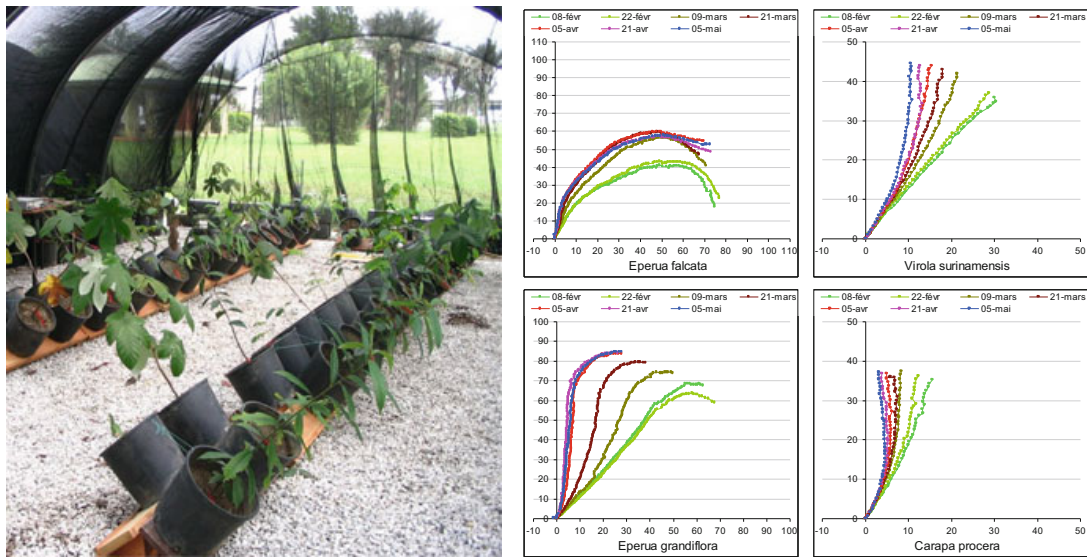 08-févr 22-févr 09-mars 21-mars
05-avr 21-avr 05-mai
110
100
90
80
70
60
50
40
30
20
10
0
-10 0 10 20 30 40 50 60 70 80 90 100 110
Eperua falcata
08-févr 22-févr 09-mars 21-mars
05-avr 21-avr 05-mai
50
40
30
20
10
0
-10 0 10 20 30 40 50
Virola surinamensis
08-févr 22-févr 09-mars 21-mars
05-avr 21-avr 05-mai
100
90
80
70
60
50
40
30
20
10
0
-10 0 10 20 30 40 50 60 70 80 90 100
Eperua grandiflora
08-févr 22-févr 09-mars 21-mars
05-avr 21-avr 05-mai
50
40
30
20
10
0
-10 0 10 20 30 40 50
Carapa procera